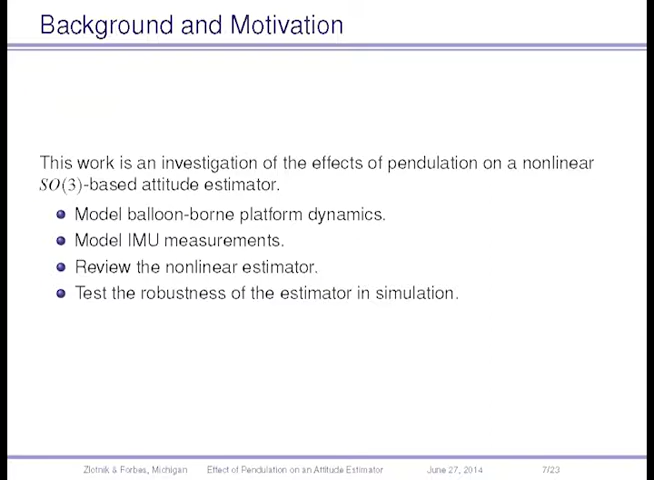 Background and Motivation
This work is an investigation of the effects of pendulation on a nonlinear
SO(3)-based attitude estimator.
Model balloon-borne platform dynamics.
Model IMU measurements.
Review the nonlinear estimator.
Test the robustness of the estimator in simulation.
Zlotnik & Forbes, Michigan Effect of Pendulation on an Attitude Estimator June 27, 2014 7/23